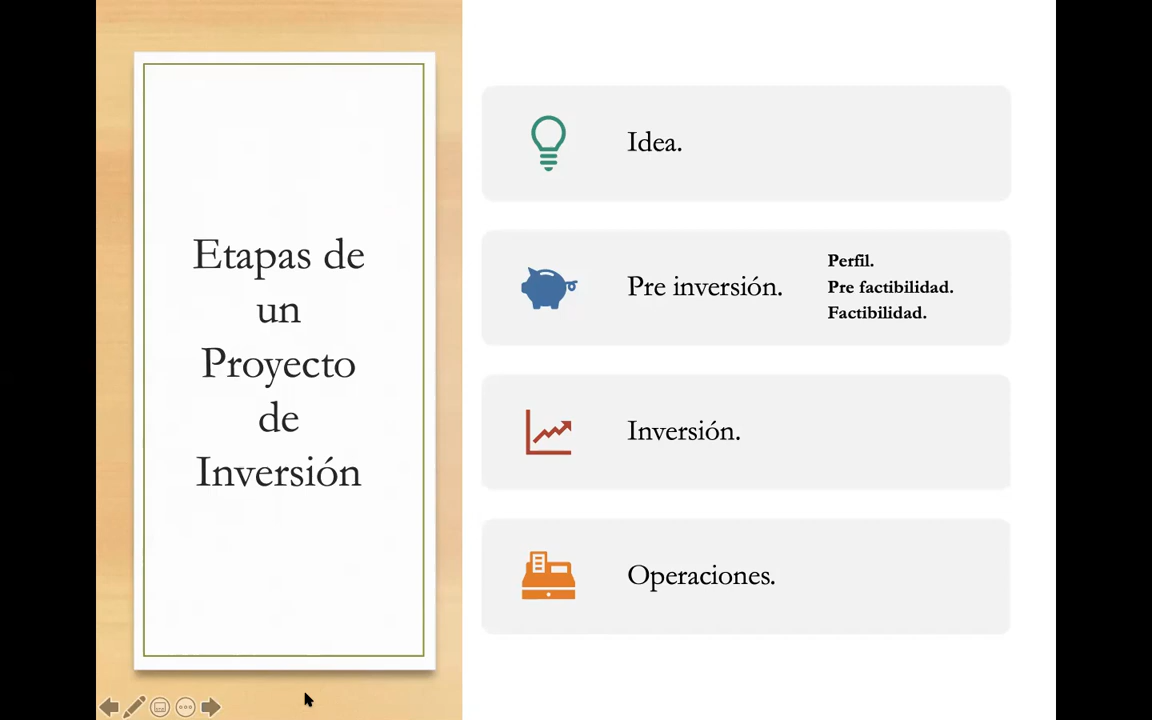 Etapas de
un
Proyecto
de
Inversión
Idea.
Pre inversión.
Perfil.
Pre factibilidad.
Factibilidad.
Inversión.
Operaciones.